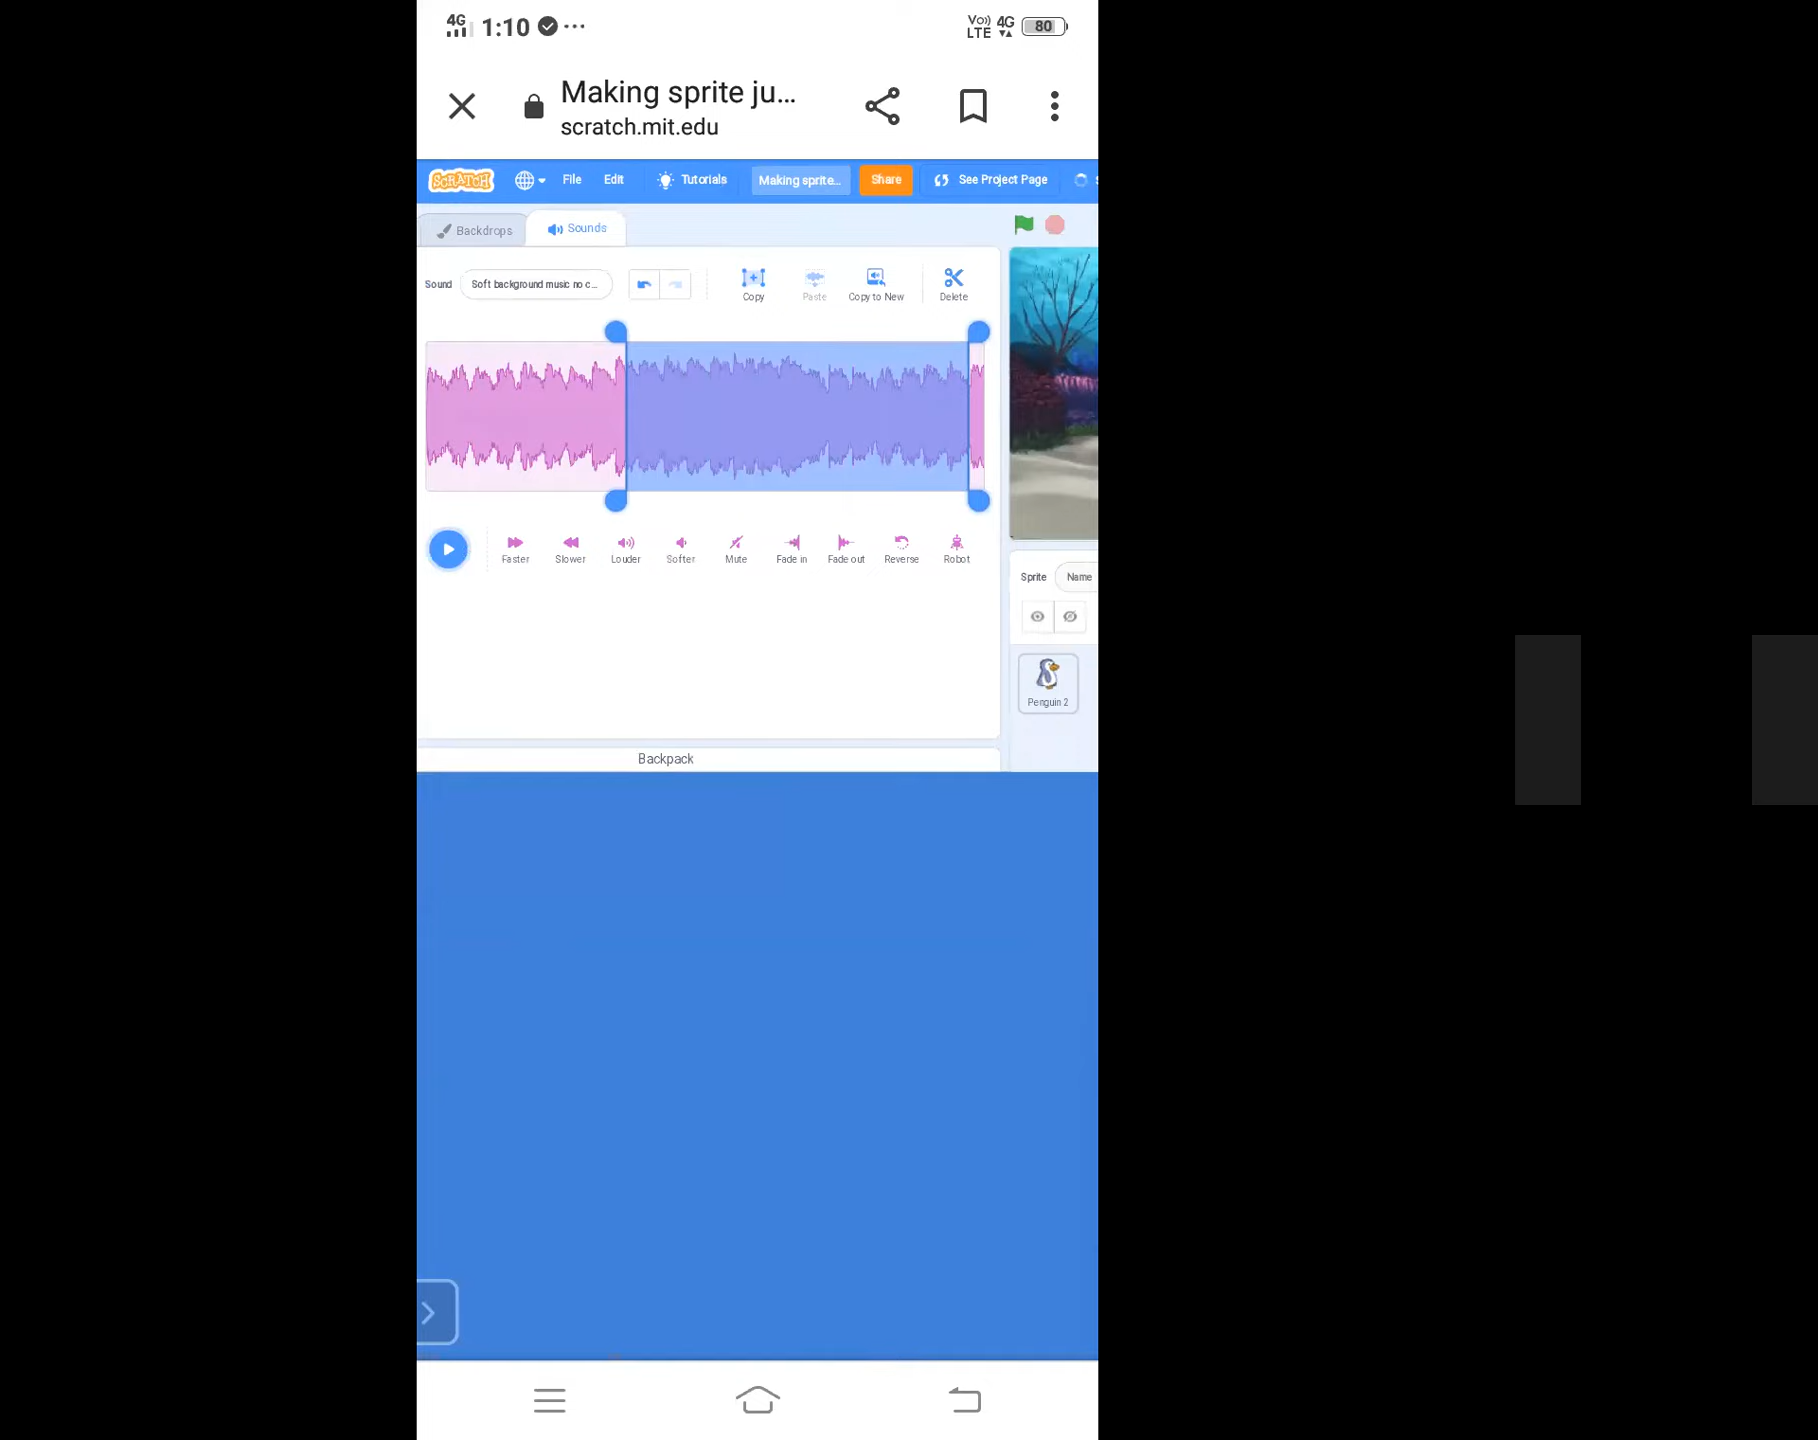 4G 1:10 ... Vo)) LTE 4G 80
Making sprite ju...
scratch.mit.edu
SCRATCH File Edit Tutorials Making sprite... Share See Project Page
Backdrops Sounds
Sound Soft background music no c... Copy Paste Copy to New Delete
Faster Slower Louder Softer Mute Fade in Fade out Reverse Robot
Sprite Name
Penguin 2
Backpack